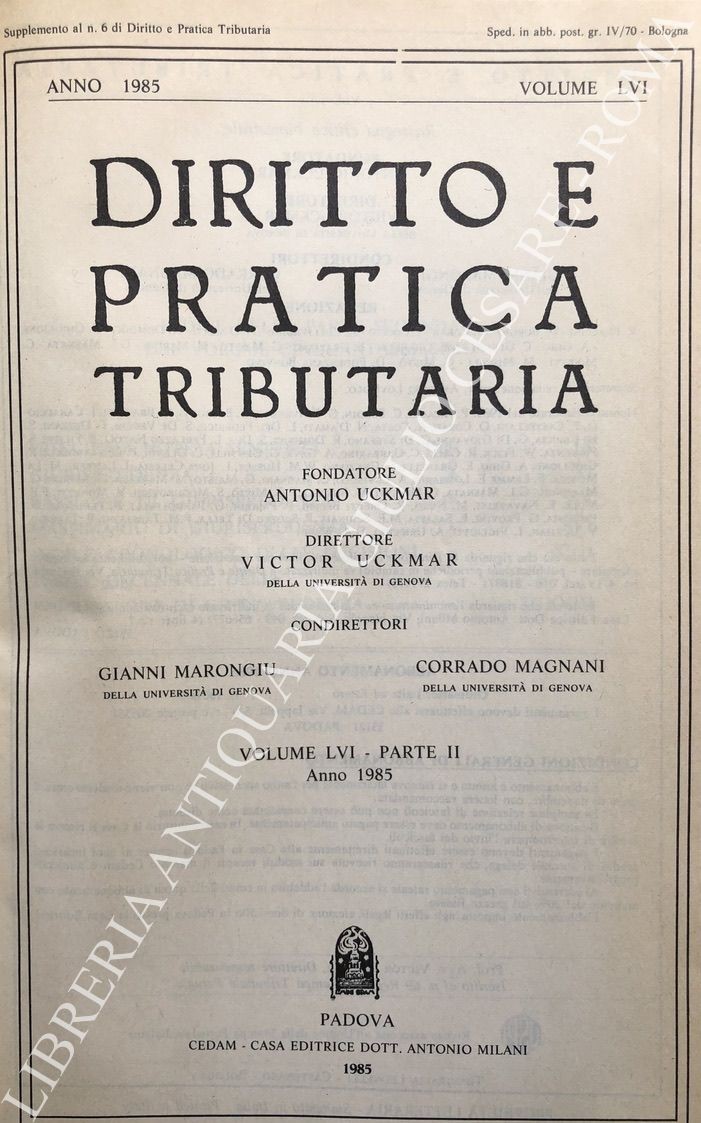 Supplemento al n. 6 di Diritto e Pratica Tributaria
Sped. in abb. post. gr. IV/70 - Bologna
ANNO 1985
VOLUME LVI
DIRITTO E
PRATICA
TRIBUTARIA
FONDATORE
ANTONIO UCKMAR
DIRETTORE
VICTOR UCKMAR
DELLA UNIVERSITÀ DI GENOVA
CONDIRETTORI
GIANNI MARONGIU
DELLA UNIVERSITÀ DI GENOVA
CORRADO MAGNANI
DELLA UNIVERSITÀ DI GENOVA
VOLUME LVI - PARTE II
Anno 1985
PADOVA
CEDAM - CASA EDITRICE DOTT. ANTONIO MILANI
1985
LIBRERIA ANTIQUARIA GIULIO CESARE - ROMA